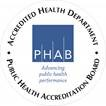 ACCREDITED HEALTH DEPARTMENT
PHAB
Advancing
public health
performance
PUBLIC HEALTH ACCREDITATION BOARD